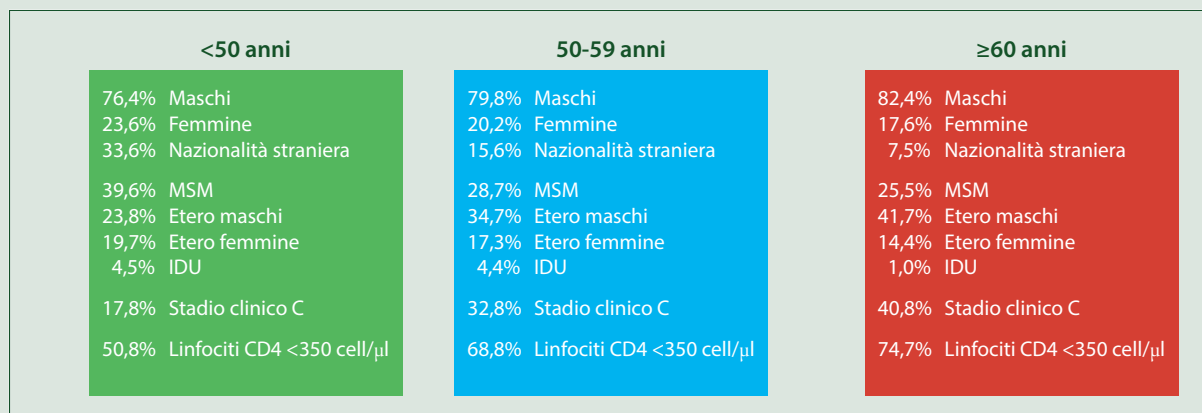 <50 anni
76,4% Maschi
23,6% Femmine
33,6% Nazionalità straniera
39,6% MSM
23,8% Etero maschi
19,7% Etero femmine
4,5% IDU
17,8% Stadio clinico C
50,8% Linfociti CD4 <350 cell/μl
50-59 anni
79,8% Maschi
20,2% Femmine
15,6% Nazionalità straniera
28,7% MSM
34,7% Etero maschi
17,3% Etero femmine
4,4% IDU
32,8% Stadio clinico C
68,8% Linfociti CD4 <350 cell/μl
≥60 anni
82,4% Maschi
17,6% Femmine
7,5% Nazionalità straniera
25,5% MSM
41,7% Etero maschi
14,4% Etero femmine
1,0% IDU
40,8% Stadio clinico C
74,7% Linfociti CD4 <350 cell/μl